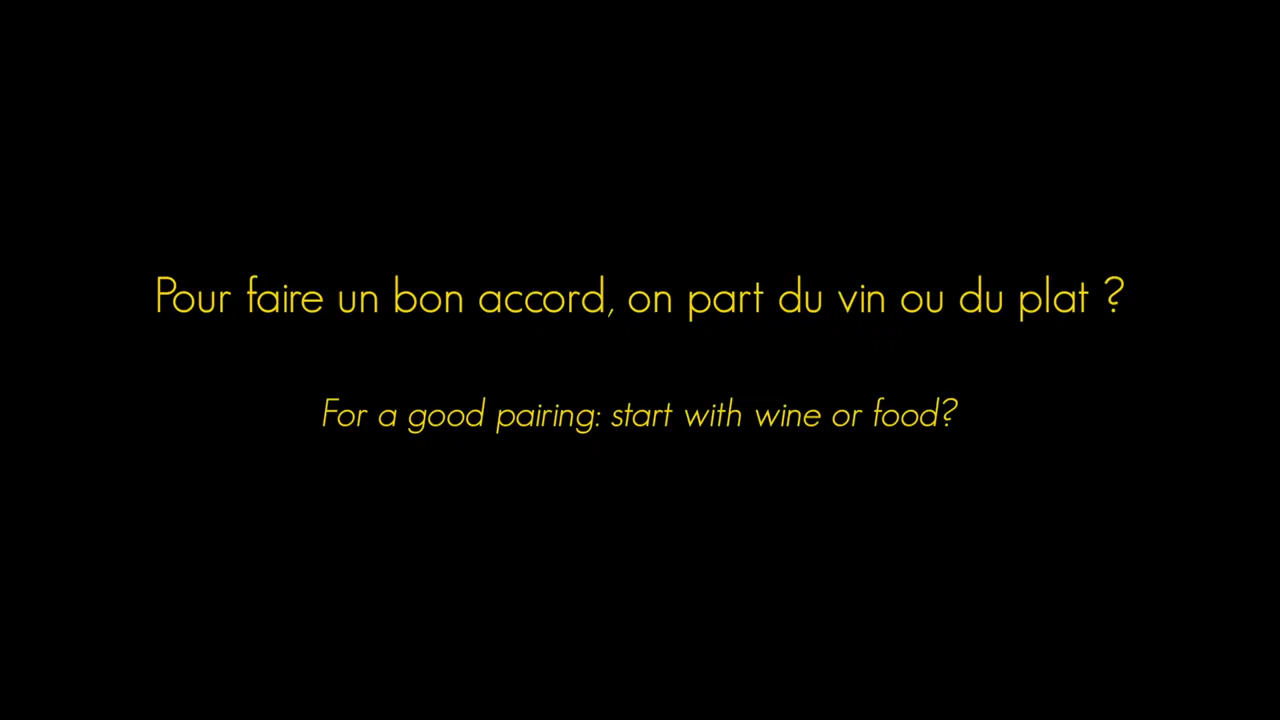 Pour faire un bon accord, on part du vin ou du plat ?
For a good pairing: start with wine or food?